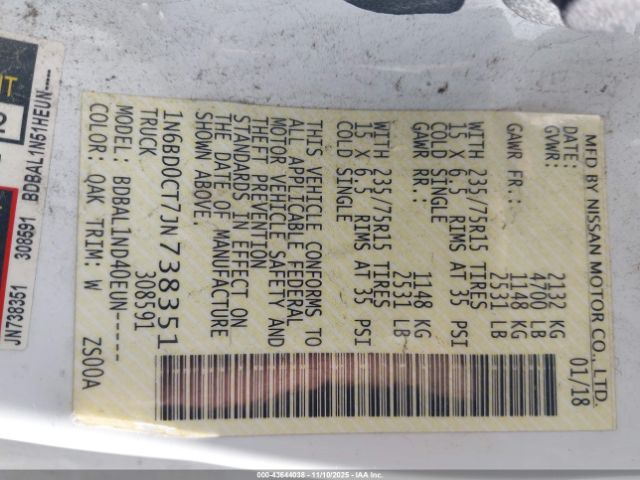 MFD BY NISSAN MOTOR CO., LTD.
DATE: 01/18
GVWR: 2132 KG
4700 LB
GAWR FR.: 1148 KG
2531 LB
WITH 235/75R15 TIRES
15 X 6.5 RIMS AT 35 PSI
COLD SINGLE
GAWR RR.: 1148 KG
2531 LB
WITH 235/75R15 TIRES
15 X 6.5 RIMS AT 35 PSI
COLD SINGLE
THIS VEHICLE CONFORMS TO
ALL APPLICABLE FEDERAL
MOTOR VEHICLE SAFETY AND
THEFT PREVENTION
STANDARDS IN EFFECT ON
THE DATE OF MANUFACTURE
SHOWN ABOVE.
1N6BD0CT7JN738351
TRUCK 308591
MODEL: BDBAL1ND40EUN-----
COLOR: QAK TRIM: W ZS00A
BDBAL1N51HEUN-----
308591
JN738351
000-43644038 - 11/10/2025 - IAA Inc.